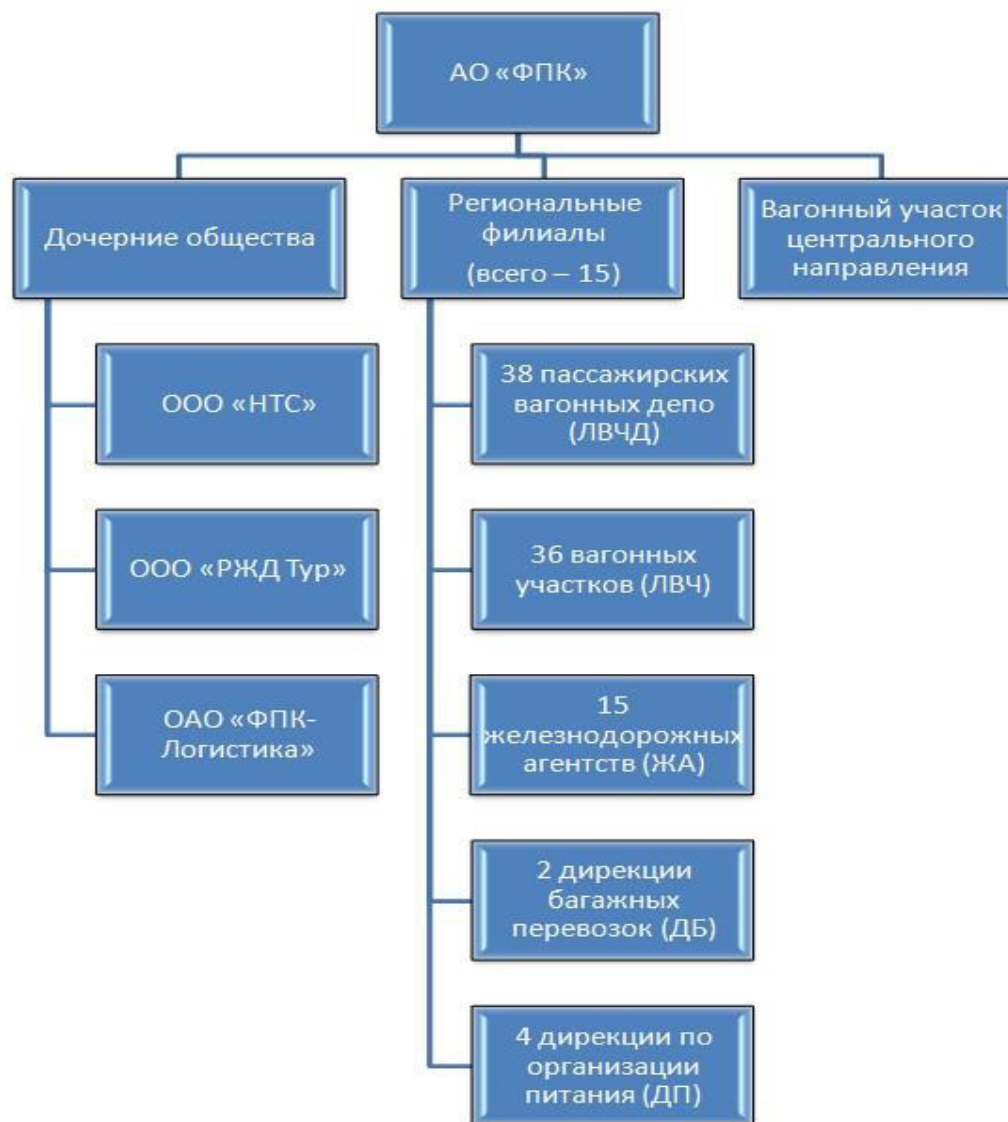 АО «ФПК»
Дочерние общества
Региональные
филиалы
(всего – 15)
Вагонный участок
центрального
направления
ООО «НТС»
ООО «РЖД Тур»
ОАО «ФПК-
Логистика»
38 пассажирских
вагонных депо
(ЛВЧД)
36 вагонных
участков (ЛВЧ)
15
железнодорожных
агентств (ЖА)
2 дирекции
багажных
перевозок (ДБ)
4 дирекции по
организации
питания (ДП)